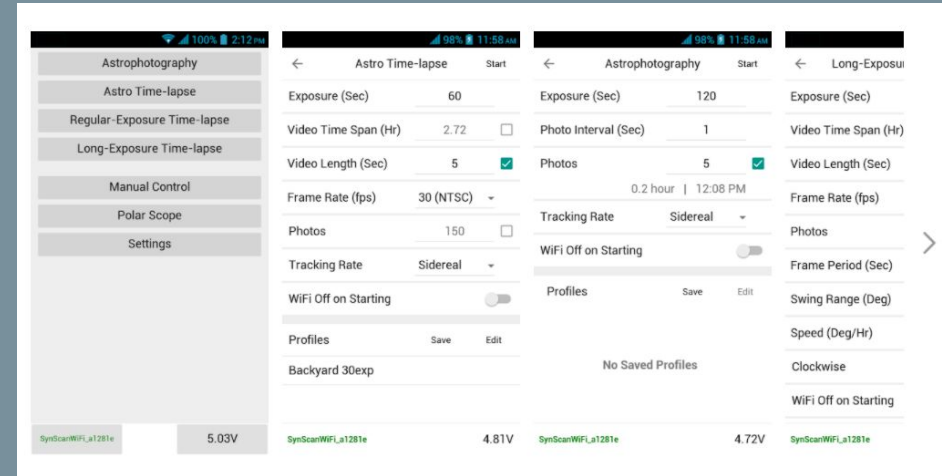 100% 2:12 PM
Astrophotography
Astro Time-lapse
Regular-Exposure Time-lapse
Long-Exposure Time-lapse
Manual Control
Polar Scope
Settings
SynScanWiFi_a1281e 5.03V
98% 11:58 AM
Astro Time-lapse Start
Exposure (Sec) 60
Video Time Span (Hr) 2.72
Video Length (Sec) 5
Frame Rate (fps) 30 (NTSC)
Photos 150
Tracking Rate Sidereal
WiFi Off on Starting
Profiles Save Edit
Backyard 30exp
SynScanWiFi_a1281e 4.81V
98% 11:58 AM
Astrophotography Start
Exposure (Sec) 120
Photo Interval (Sec) 1
Photos 5
0.2 hour | 12:08 PM
Tracking Rate Sidereal
WiFi Off on Starting
Profiles Save Edit
No Saved Profiles
SynScanWiFi_a1281e 4.72V
Long-Exposu
Exposure (Sec)
Video Time Span (Hr)
Video Length (Sec)
Frame Rate (fps)
Photos
Frame Period (Sec)
Swing Range (Deg)
Speed (Deg/Hr)
Clockwise
WiFi Off on Starting
SynScanWiFi_a1281e